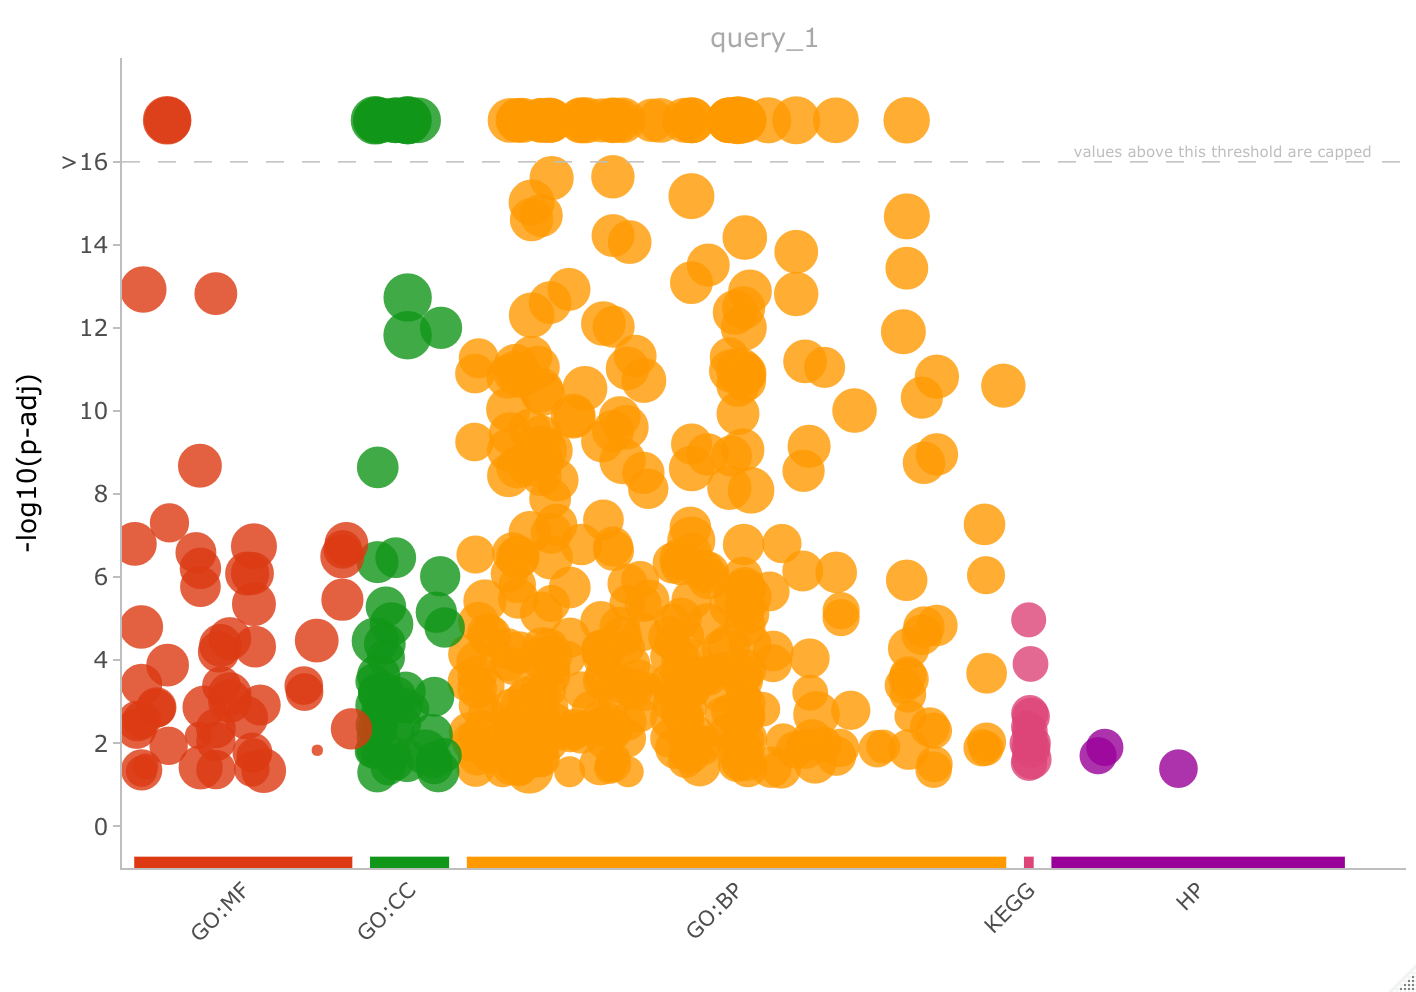 query_1
values above this threshold are capped
>16
14
12
10
8
6
4
2
0
-log10(p-adj)
GO:MF
GO:CC
GO:BP
KEGG
HP